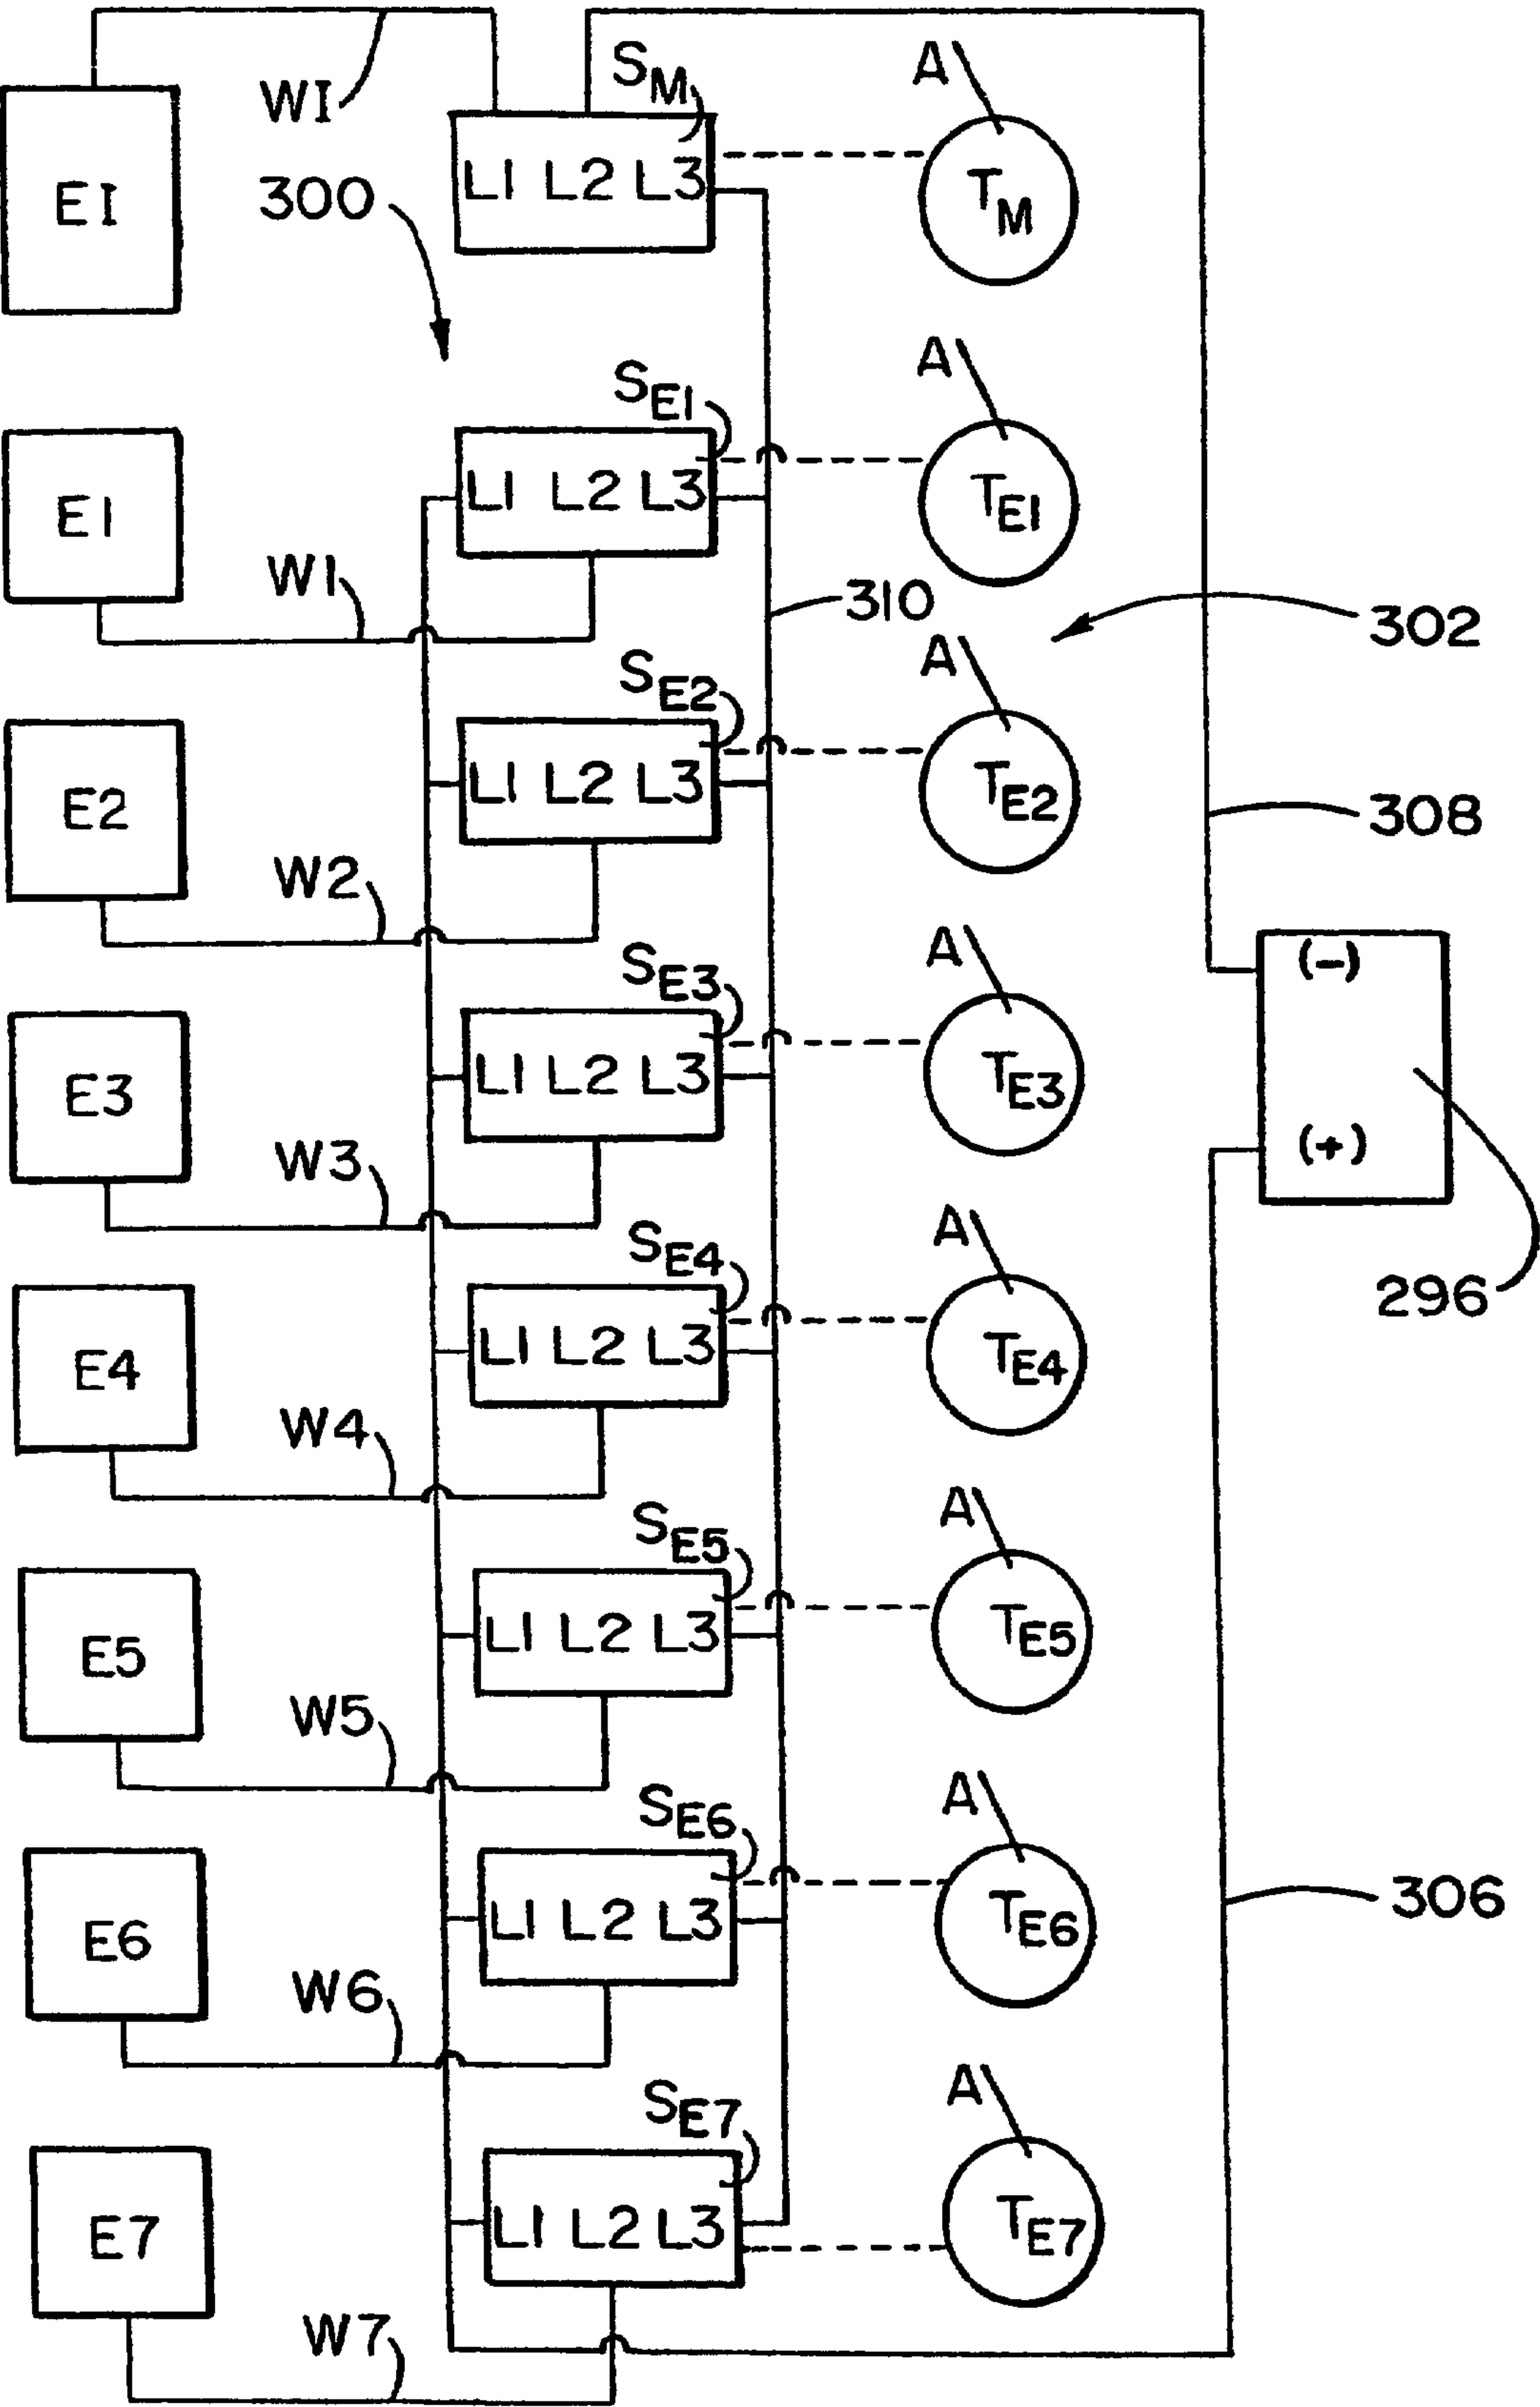 WI
S_M
A
EI
L1 L2 L3
T_M
300
S_E1
A
E1
L1 L2 L3
T_E1
W1
310
302
S_E2
A
E2
L1 L2 L3
T_E2
308
W2
S_E3
A
(-)
E3
L1 L2 L3
T_E3
(+)
W3
S_E4
A
296
E4
L1 L2 L3
T_E4
W4
S_E5
A
E5
L1 L2 L3
T_E5
W5
S_E6
A
E6
L1 L2 L3
T_E6
306
W6
S_E7
A
E7
L1 L2 L3
T_E7
W7